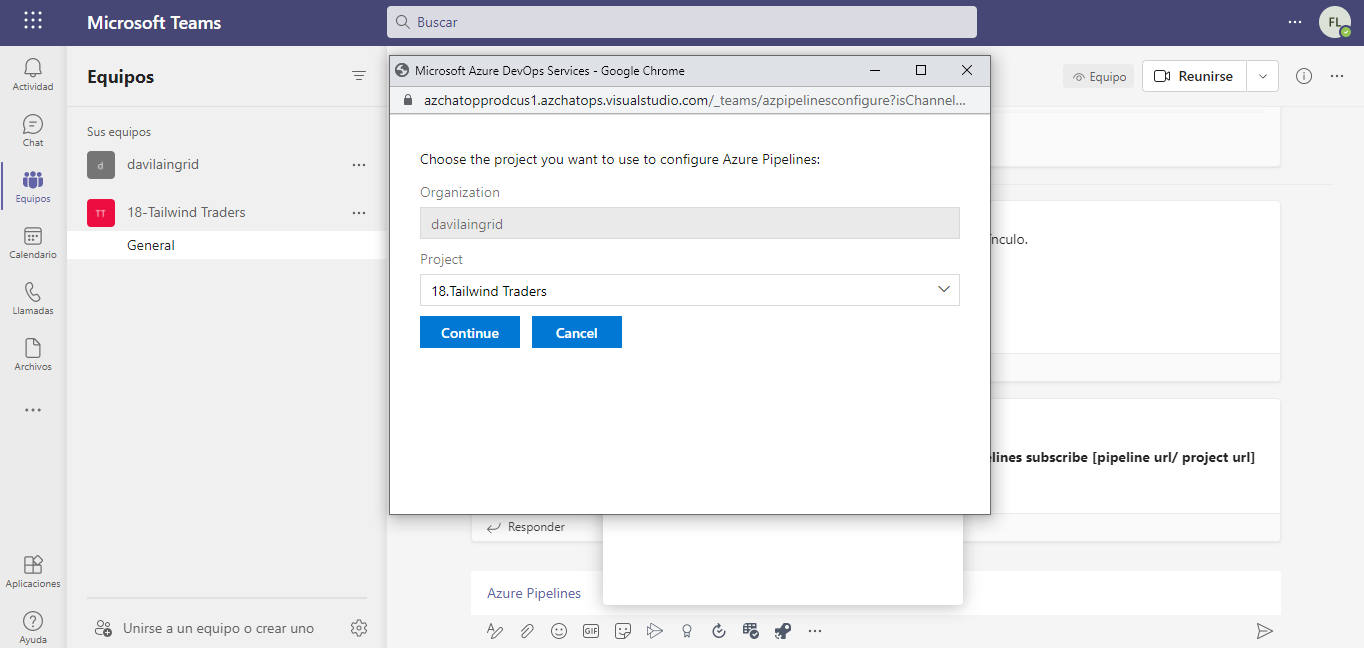 Microsoft Teams
Buscar
FL
Actividad
Chat
Equipos
Calendario
Llamadas
Archivos
Aplicaciones
Ayuda
Equipos
Sus equipos
d
davilaingrid
TT
18-Tailwind Traders
General
Unirse a un equipo o crear uno
Microsoft Azure DevOps Services - Google Chrome
azchatopprodcus1.azchatops.visualstudio.com/_teams/azpipelinesconfigure?isChannel...
Choose the project you want to use to configure Azure Pipelines:
Organization
davilaingrid
Project
18.Tailwind Traders
Continue
Cancel
Equipo
Reunirse
ínculo.
elines subscribe [pipeline url/ project url]
Responder
Azure Pipelines
GIF